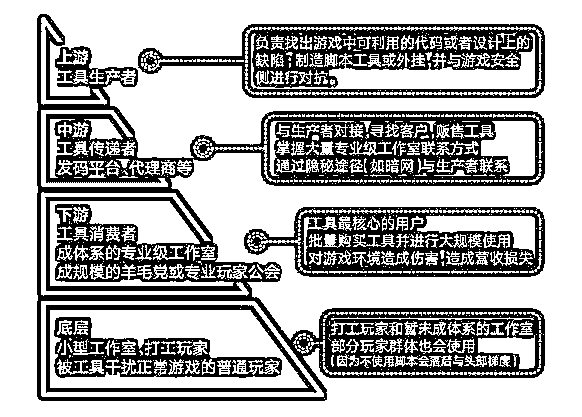 上游
工具生产者
负责找出游戏中可利用的代码或者设计上的
缺陷；制造脚本工具或外挂，并与游戏安全
侧进行对抗。
中游
工具传递者
发码平台、代理商等
与生产者对接，寻找客户，贩售工具
掌握大量专业级工作室联系方式
通过隐秘途径(如暗网)与生产者联系
下游
工具消费者
成体系的专业级工作室
成规模的羊毛党或专业玩家公会
工具最核心的用户
批量购买工具并进行大规模使用
对游戏环境造成伤害，造成营收损失
底层
小型工作室、打工玩家
被工具干扰正常游戏的普通玩家
打工玩家和暂未成体系的工作室
部分玩家群体也会使用
(因为不使用脚本会滞后与头部梯度)